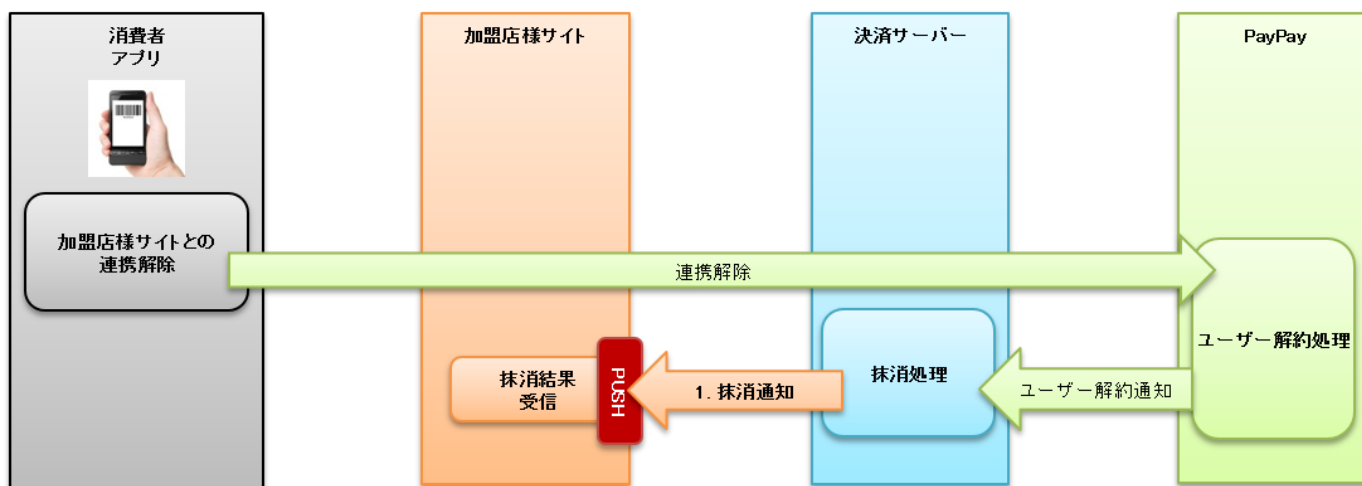 消費者
アプリ
加盟店様サイト
決済サーバー
PayPay
加盟店様サイトとの
連携解除
連携解除
ユーザー解約処理
抹消結果
受信
PUSH
1. 抹消通知
抹消処理
ユーザー解約通知